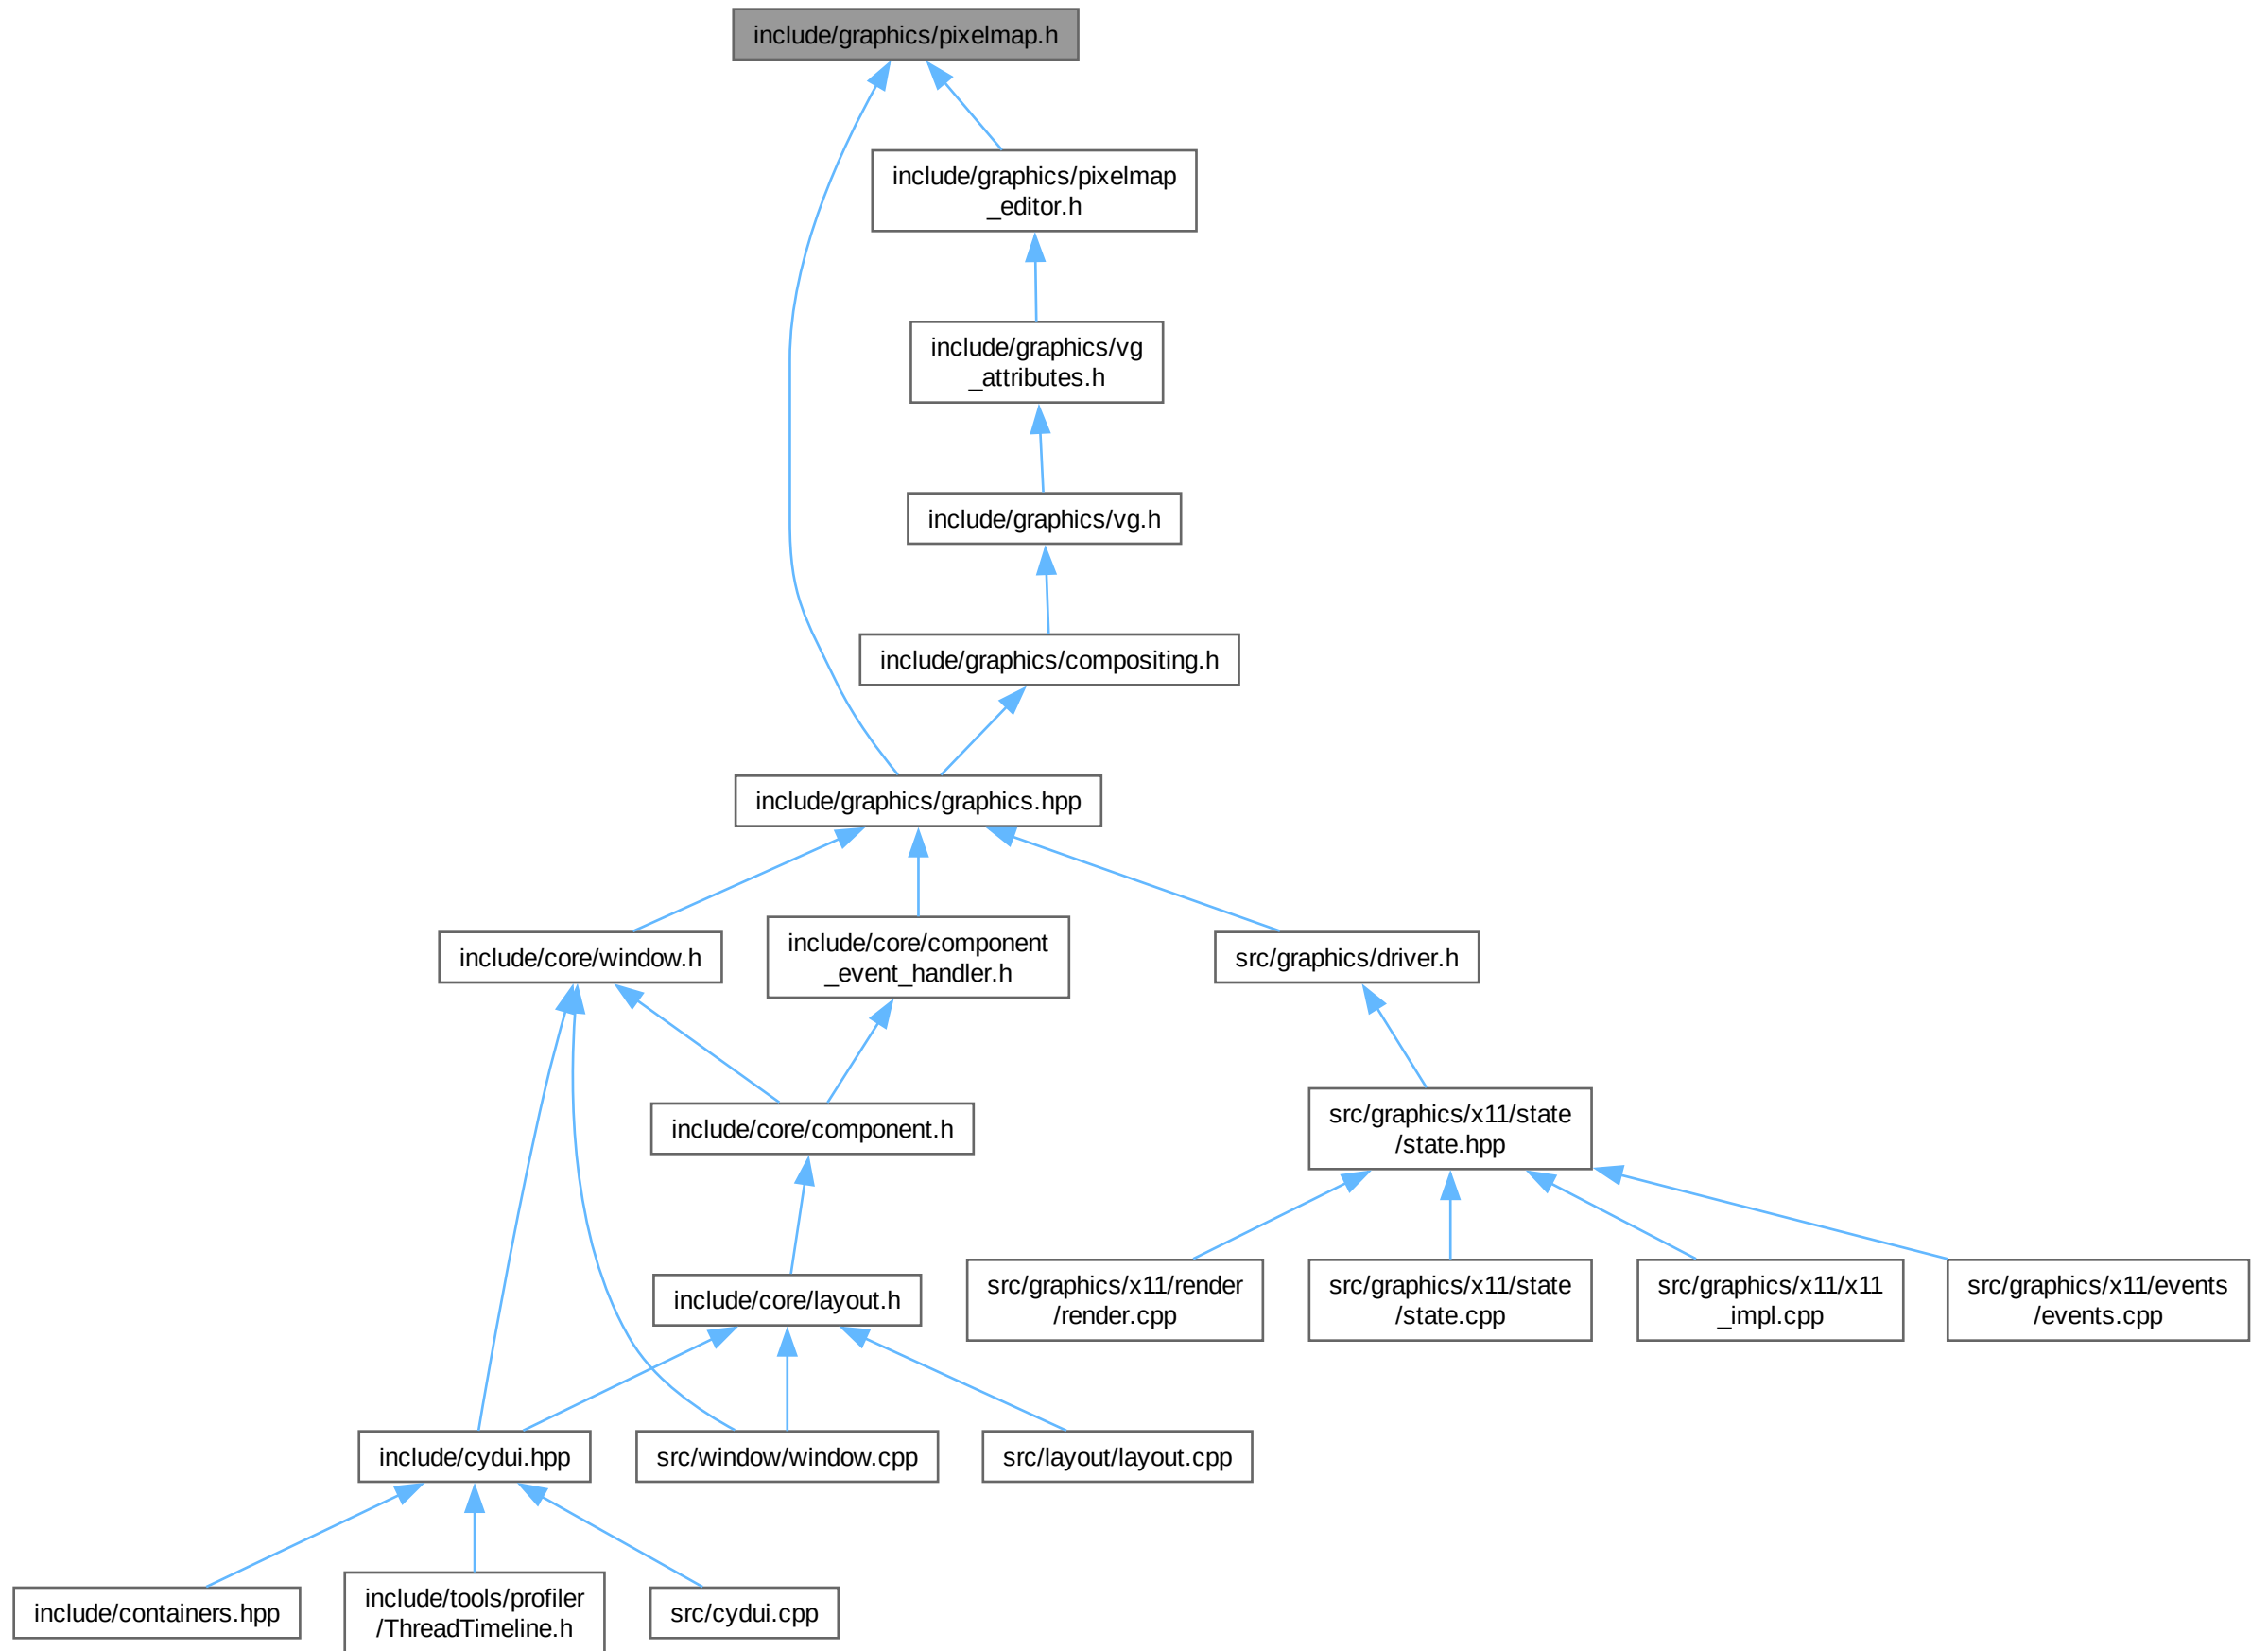 include/graphics/pixelmap.h
include/graphics/pixelmap
_editor.h
include/graphics/vg
_attributes.h
include/graphics/vg.h
include/graphics/compositing.h
include/graphics/graphics.hpp
include/core/window.h
include/core/component
_event_handler.h
src/graphics/driver.h
include/core/component.h
src/graphics/x11/state
/state.hpp
include/core/layout.h
src/graphics/x11/render
/render.cpp
src/graphics/x11/state
/state.cpp
src/graphics/x11/x11
_impl.cpp
src/graphics/x11/events
/events.cpp
include/cydui.hpp
src/window/window.cpp
src/layout/layout.cpp
include/containers.hpp
include/tools/profiler
/ThreadTimeline.h
src/cydui.cpp